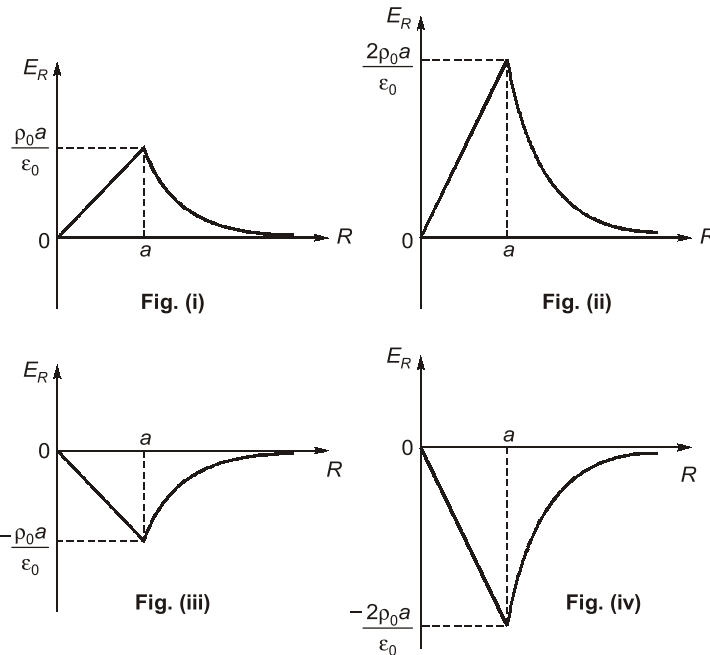 E_R
ρ₀a
ε₀
0
a
R
Fig. (i)
E_R
2ρ₀a
ε₀
0
a
R
Fig. (ii)
E_R
a
0
R
−ρ₀a
ε₀
Fig. (iii)
E_R
a
0
R
−2ρ₀a
ε₀
Fig. (iv)